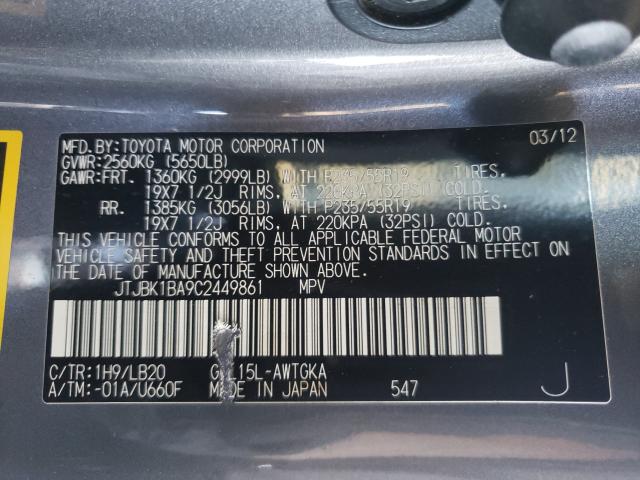 MFD.BY:TOYOTA MOTOR CORPORATION 03/12
GVWR:2560KG (5650LB)
GAWR:FRT. 1360KG (2999LB) WITH P235/55R19 TIRES.
19X7 1/2J RIMS. AT 220KPA (32PSI) COLD.
RR. 1385KG (3056LB) WITH P235/55R19 TIRES.
19X7 1/2J RIMS. AT 220KPA (32PSI) COLD.
THIS VEHICLE CONFORMS TO ALL APPLICABLE FEDERAL MOTOR
VEHICLE SAFETY AND THEFT PREVENTION STANDARDS IN EFFECT ON
THE DATE OF MANUFACTURE SHOWN ABOVE.
JTJBK1BA9C2449861 MPV
C/TR:1H9/LB20 15L-AWTGKA
A/TM:-01A/U660F MADE IN JAPAN 547 J